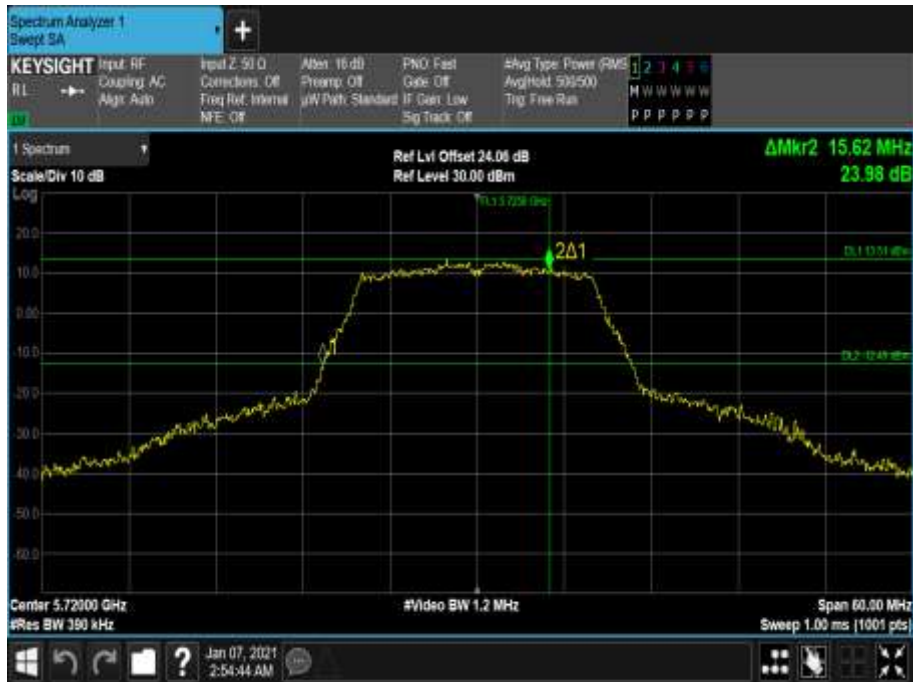 Spectrum Analyzer 1
Swept SA
+
KEYSIGHT Input: RF Input Z: 50 Ω Atten: 16 dB PNO: Fast #Avg Type: Power (RMS 1 2 3 4 5 6
RL Coupling: AC Corrections: Off Preamp: Off Gate: Off Avg|Hold: 500/500 M W W W W W
Align: Auto Freq Ref: Internal µW Path: Standard IF Gain: Low Trig: Free Run
NFE: Off Sig Track: Off P P P P P P
1 Spectrum
Ref Lvl Offset 24.06 dB
ΔMkr2 15.62 MHz
Scale/Div 10 dB
Ref Level 30.00 dBm
23.98 dB
Log
20.0
2Δ1
10.0
0.00
-10.0
-20.0
-30.0
-40.0
-50.0
-60.0
Center 5.72000 GHz
#Video BW 1.2 MHz
Span 60.00 MHz
#Res BW 390 kHz
Sweep 1.00 ms (1001 pts)
?
Jan 07, 2021
2:54:44 AM